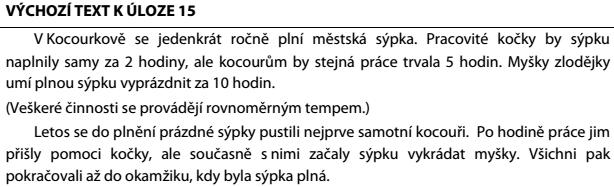 VÝCHOZÍ TEXT K ÚLOZE 15
V Kocourkově se jedenkrát ročně plní městská sýpka. Pracovité kočky by sýpku
naplnily samy za 2 hodiny, ale kocourům by stejná práce trvala 5 hodin. Myšky zlodějky
umí plnou sýpku vyprázdnit za 10 hodin.
(Veškeré činnosti se provádějí rovnoměrným tempem.)
Letos se do plnění prázdné sýpky pustili nejprve samotní kocouři. Po hodině práce jim
přišly pomoci kočky, ale současně s nimi začaly sýpku vykrádat myšky. Všichni pak
pokračovali až do okamžiku, kdy byla sýpka plná.